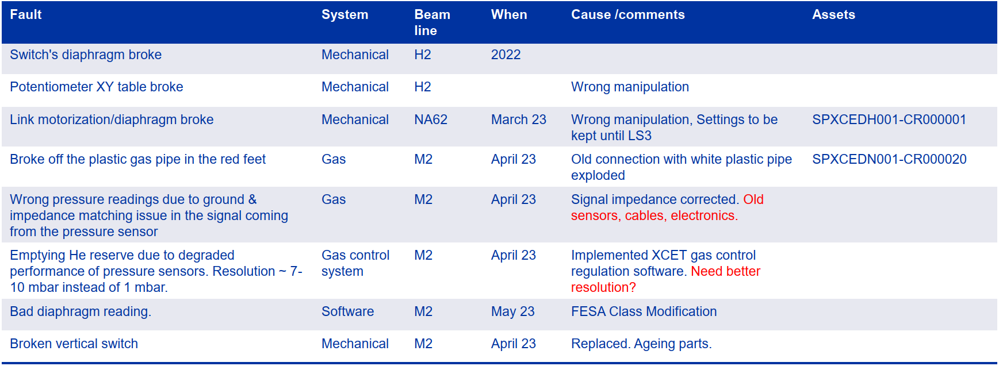 Fault System Beam line When Cause /comments Assets
Switch's diaphragm broke Mechanical H2 2022
Potentiometer XY table broke Mechanical H2 Wrong manipulation
Link motorization/diaphragm broke Mechanical NA62 March 23 Wrong manipulation, Settings to be kept until LS3 SPXCEDH001-CR000001
Broke off the plastic gas pipe in the red feet Gas M2 April 23 Old connection with white plastic pipe exploded SPXCEDN001-CR000020
Wrong pressure readings due to ground & impedance matching issue in the signal coming from the pressure sensor Gas M2 April 23 Signal impedance corrected. Old sensors, cables, electronics.
Emptying He reserve due to degraded performance of pressure sensors. Resolution ~ 7-10 mbar instead of 1 mbar. Gas control system M2 April 23 Implemented XCET gas control regulation software. Need better resolution?
Bad diaphragm reading. Software M2 May 23 FESA Class Modification
Broken vertical switch Mechanical M2 April 23 Replaced. Ageing parts.